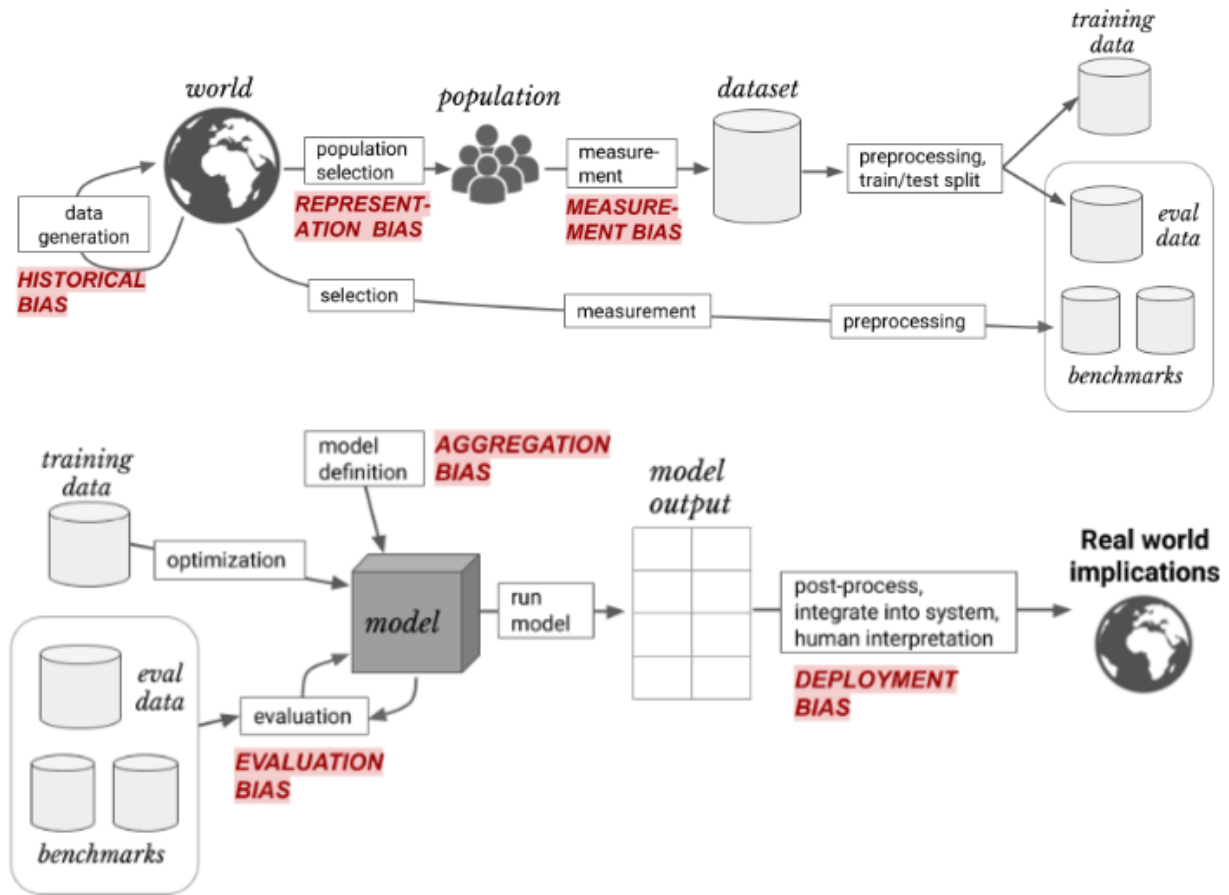 training
data
world
population
dataset
population
selection
measure-
ment
preprocessing,
train/test split
data
generation
REPRESENT-
ATION BIAS
MEASURE-
MENT BIAS
eval
data
HISTORICAL
BIAS
selection
measurement
preprocessing
benchmarks
training
data
model
definition
AGGREGATION
BIAS
model
output
optimization
Real world
implications
model
run
model
post-process,
integrate into system,
human interpretation
eval
data
evaluation
DEPLOYMENT
BIAS
EVALUATION
BIAS
benchmarks